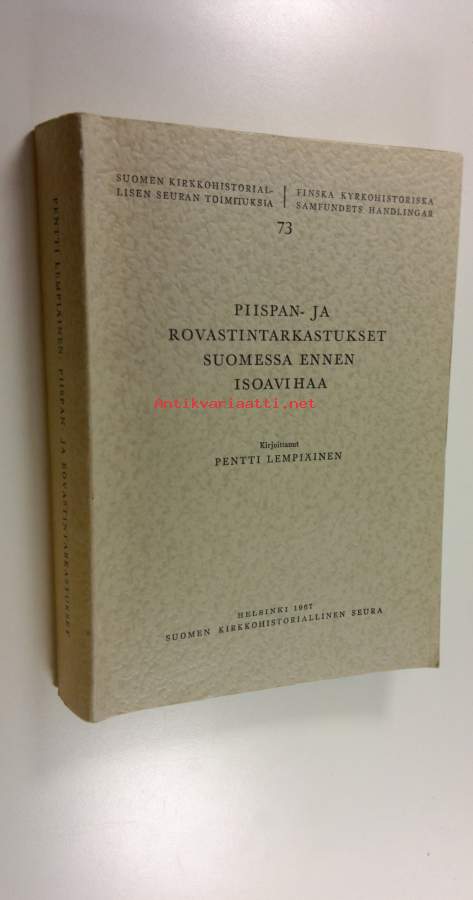 SUOMEN KIRKKOHISTORIAL-
LISEN SEURAN TOIMITUKSIA
FINSKA KYRKOHISTORISKA
SAMFUNDETS HANDLINGAR
73
PIISPAN- JA
ROVASTINTARKASTUKSET
SUOMESSA ENNEN
ISOAVIHAA
Antikvariaatti.net
Kirjoittanut
PENTTI LEMPIÄINEN
HELSINKI 1967
SUOMEN KIRKKOHISTORIALLINEN SEURA
PENTTI LEMPIÄINEN: PIISPAN- JA ROVASTINTARKASTUKSET